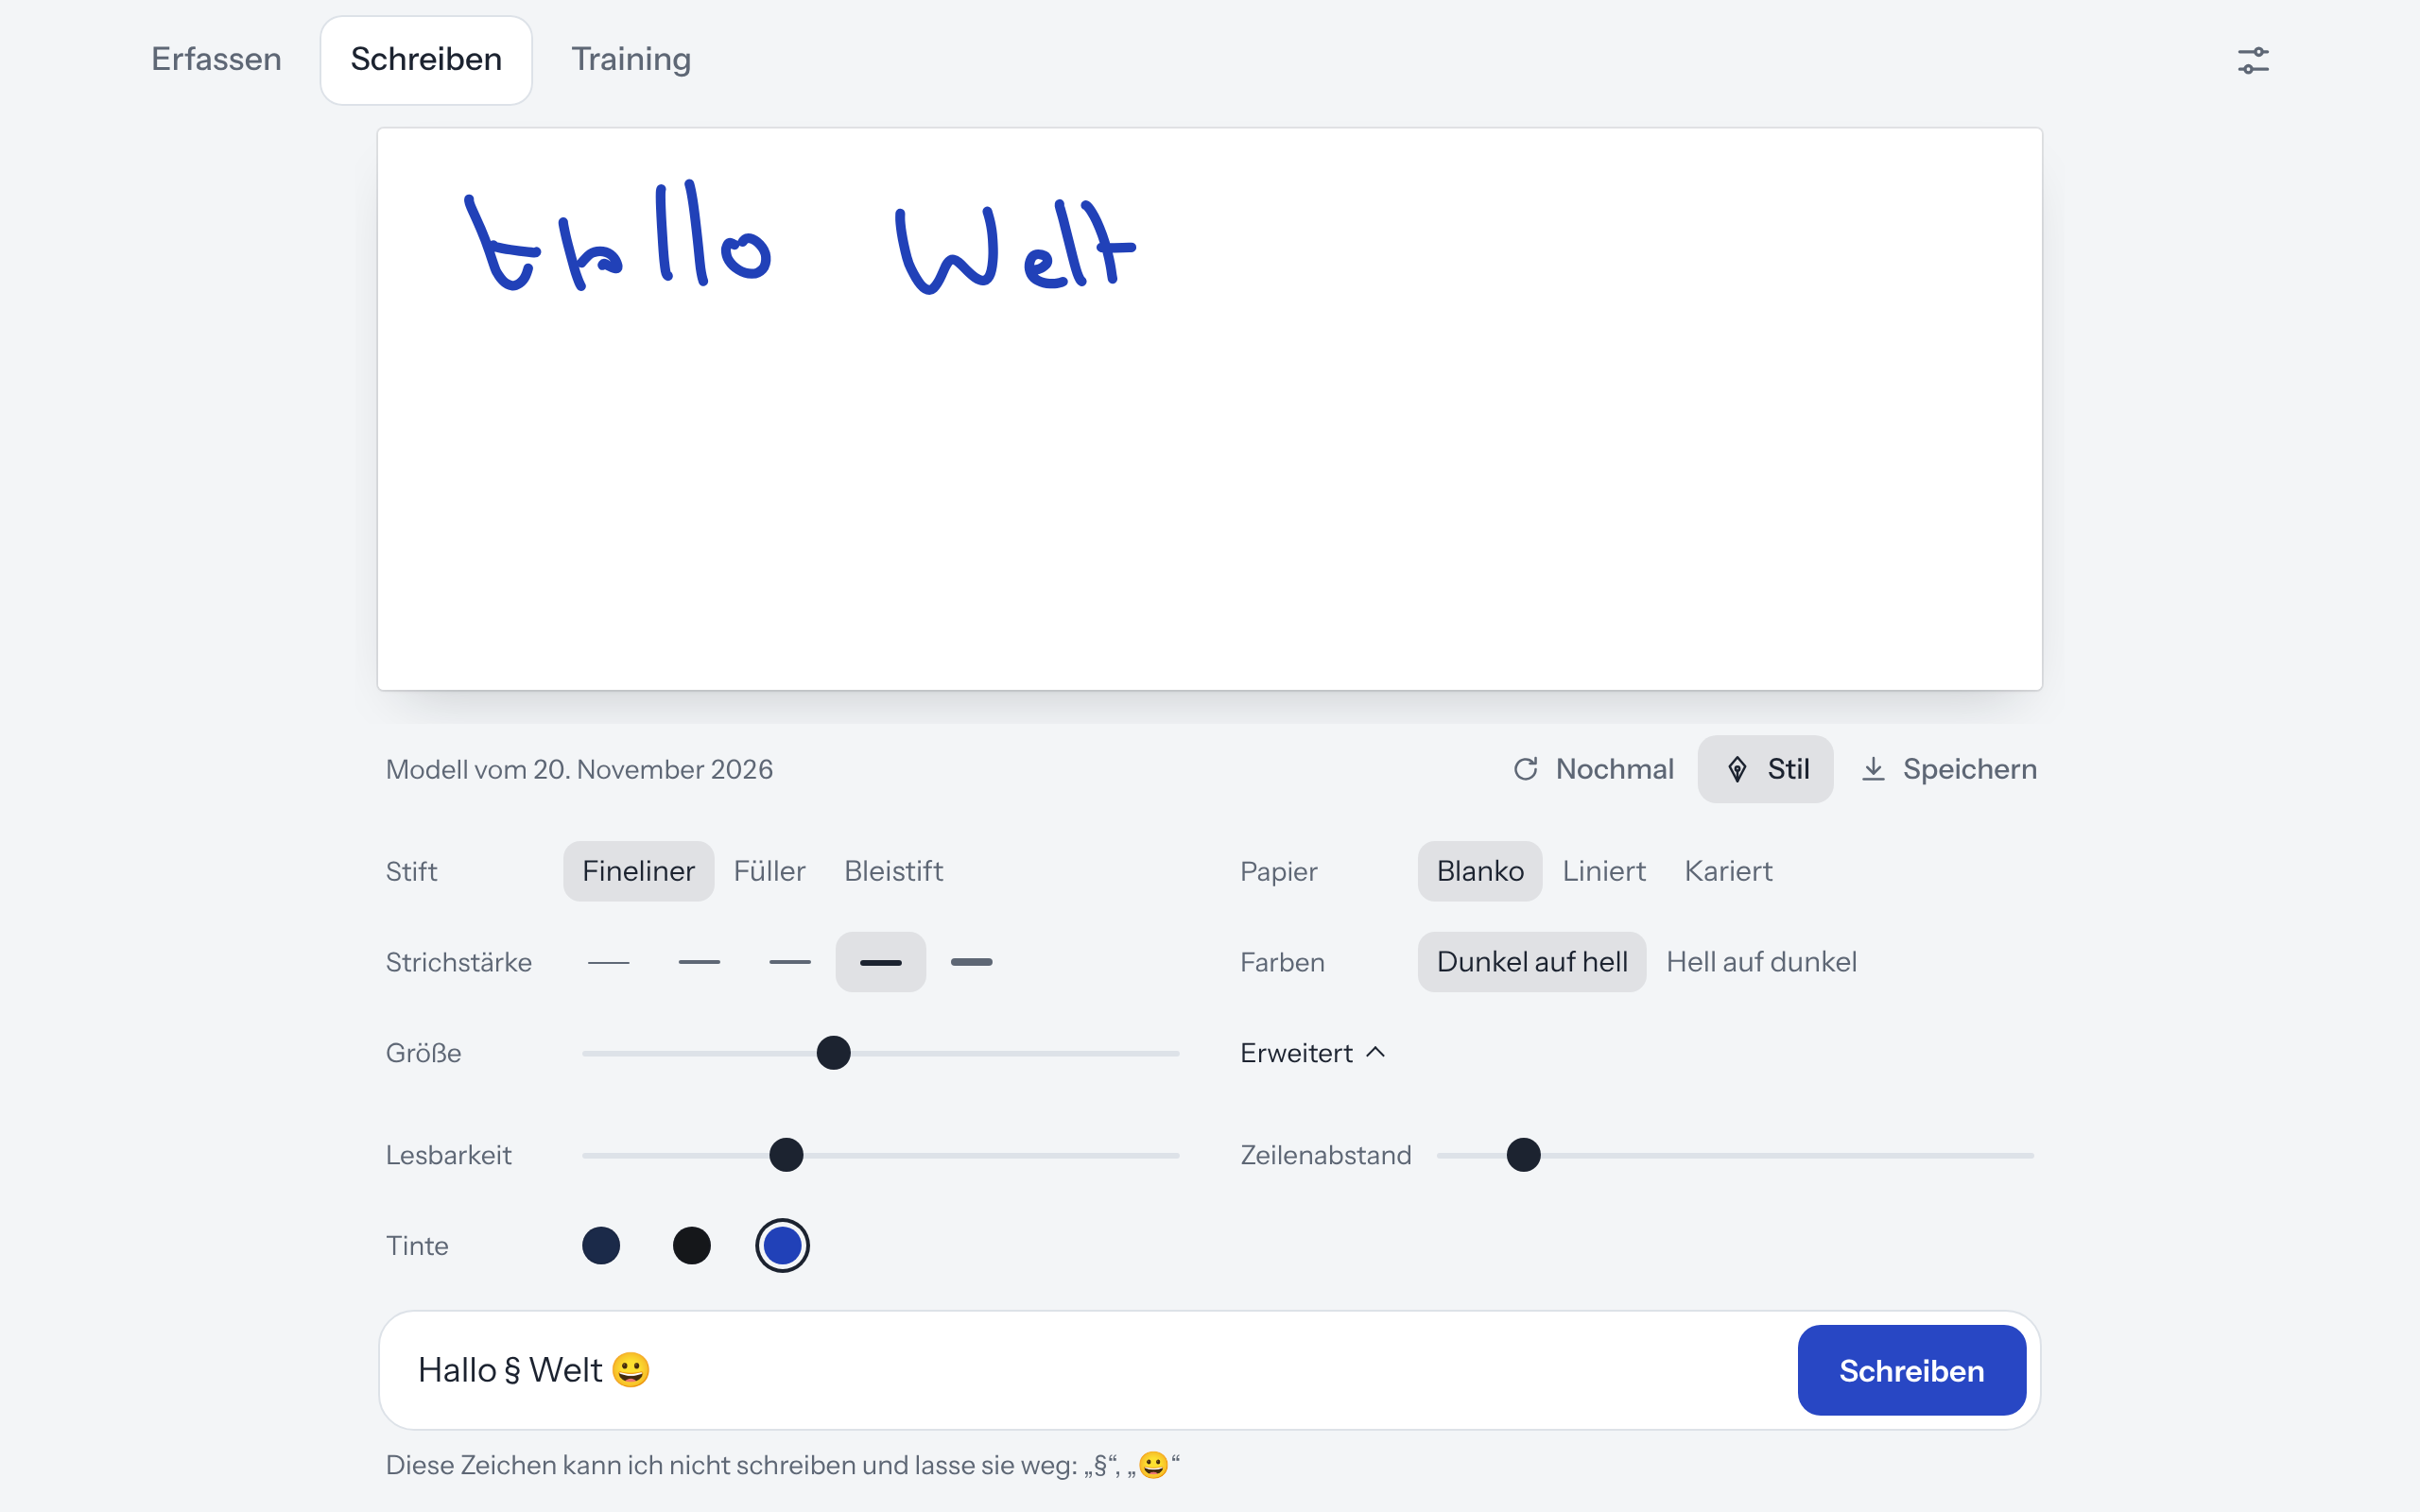 Erfassen Schreiben Training
Hallo Welt
Modell vom 20. November 2026 Nochmal Stil Speichern
Stift Fineliner Füller Bleistift Papier Blanko Liniert Kariert
Strichstärke Farben Dunkel auf hell Hell auf dunkel
Größe Erweitert
Lesbarkeit Zeilenabstand
Tinte
Hallo § Welt 😀 Schreiben
Diese Zeichen kann ich nicht schreiben und lasse sie weg: „§“, „😀“